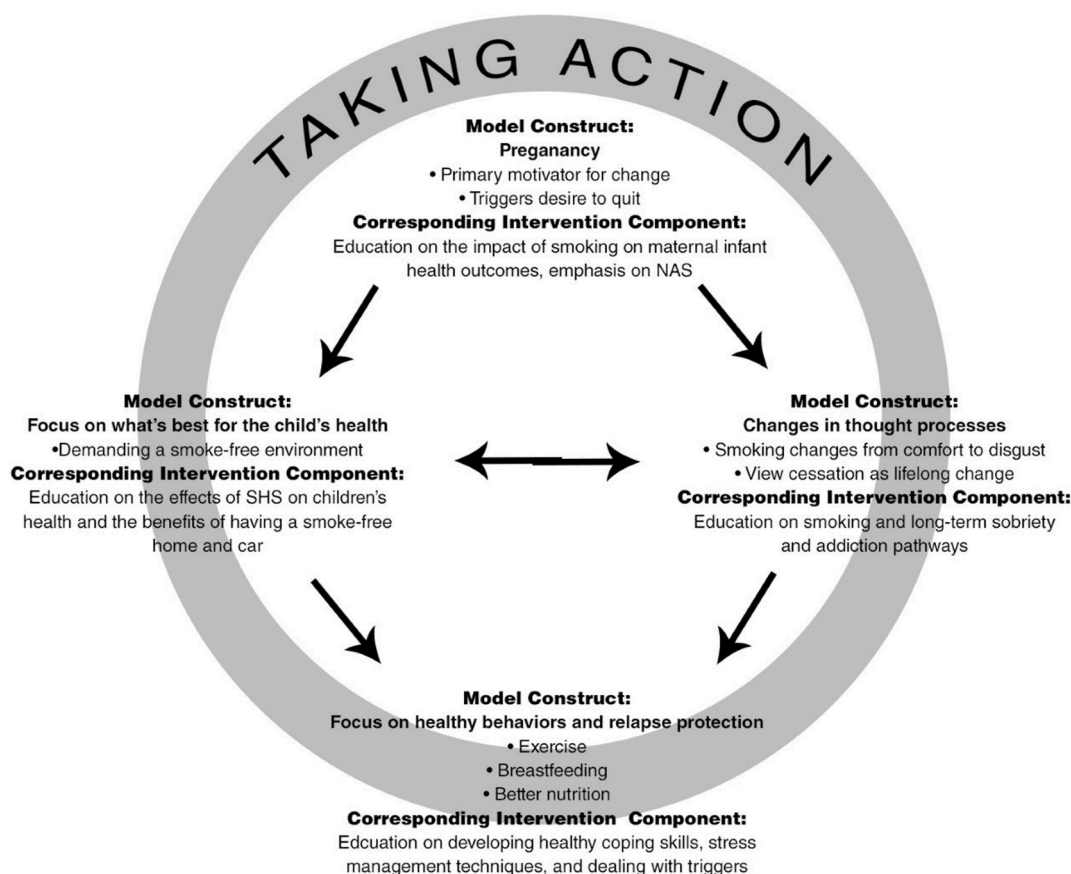 TAKING ACTION
Model Construct:
Preganancy
• Primary motivator for change
• Triggers desire to quit
Corresponding Intervention Component:
Education on the impact of smoking on maternal infant
health outcomes, emphasis on NAS
Model Construct:
Focus on what's best for the child's health
•Demanding a smoke-free environment
Corresponding Intervention Component:
Education on the effects of SHS on children's
health and the benefits of having a smoke-free
home and car
Model Construct:
Changes in thought processes
• Smoking changes from comfort to disgust
• View cessation as lifelong change
Corresponding Intervention Component:
Education on smoking and long-term sobriety
and addiction pathways
Model Construct:
Focus on healthy behaviors and relapse protection
• Exercise
• Breastfeeding
• Better nutrition
Corresponding Intervention Component:
Edcuation on developing healthy coping skills, stress
management techniques, and dealing with triggers